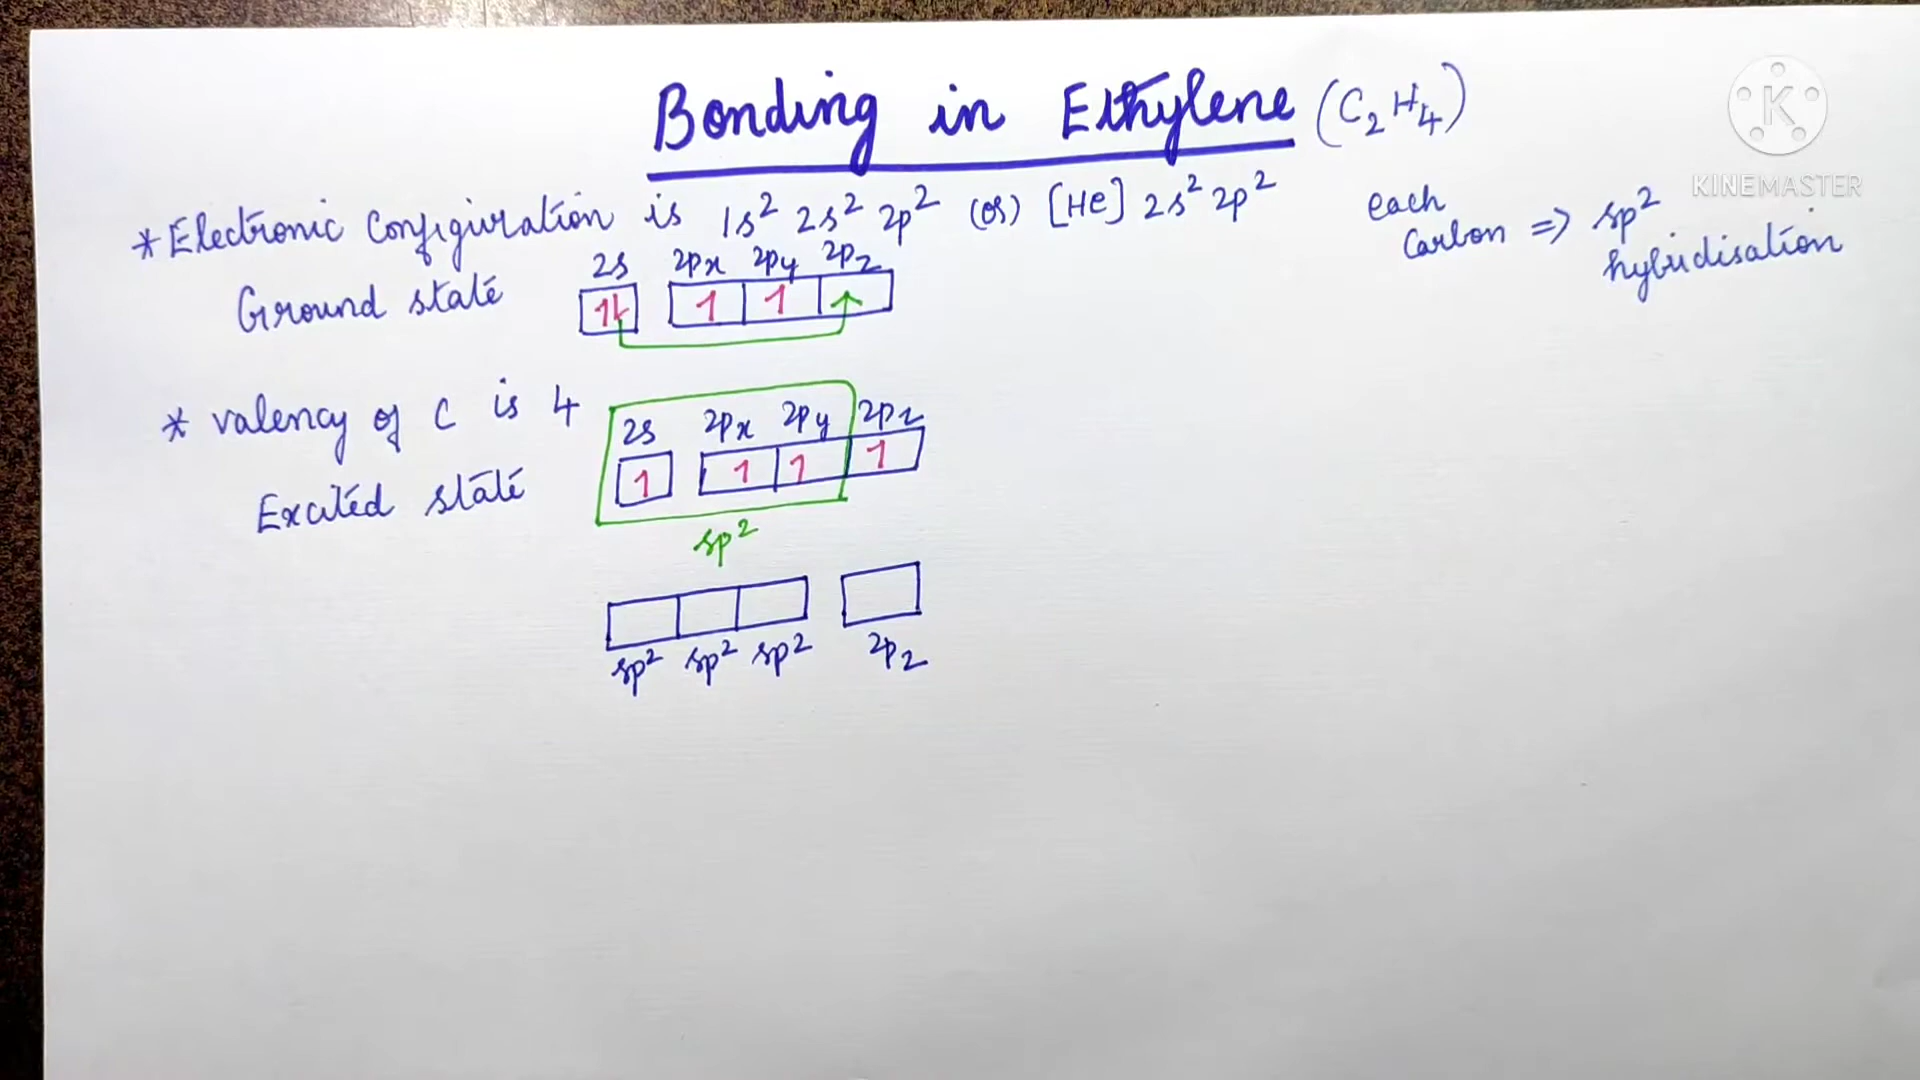 Bonding in Ethylene (C₂H₄)
* Electronic Configuration is 1s² 2s² 2p² (or) [He] 2s² 2p²
each
Carbon ⇒ sp²
hybridisation
2s 2px 2py 2pz
Ground state 1⇂ 1 1 ↑
* valency of C is 4
2s 2px 2py 2pz
Excited state 1 1 1 1
sp²
sp² sp² sp² 2pz
K
KINEMASTER